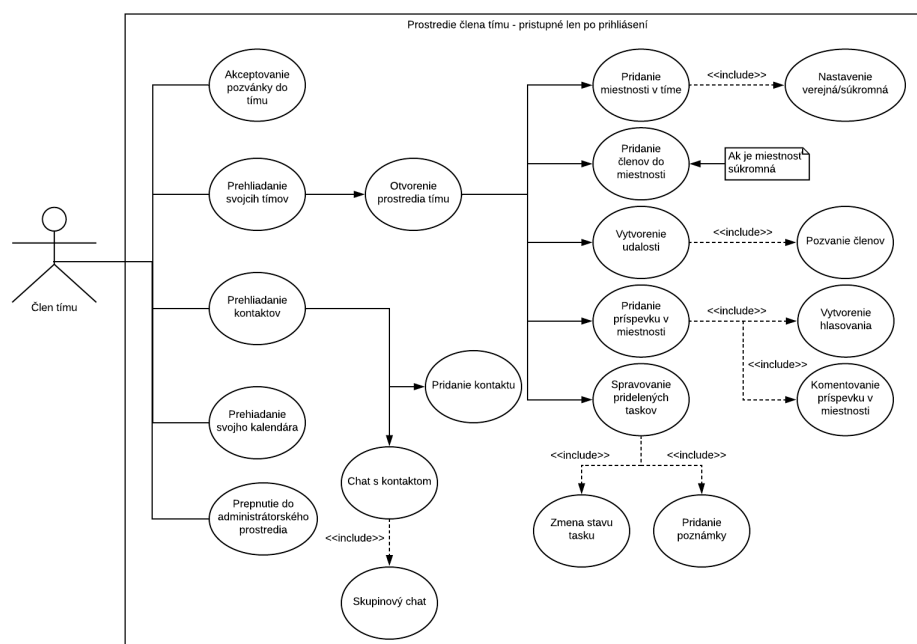 Prostredie člena tímu - pristupné len po prihlásení
Akceptovanie
pozvánky do
tímu
Pridanie
miestnosti v tíme
<<include>>
Nastavenie
verejná/súkromná
Pridanie
členov do
miestnosti
Ak je miestnosť
súkromná
Prehliadanie
svojcih tímov
Otvorenie
prostredia tímu
Vytvorenie
udalosti
<<include>>
Pozvanie členov
Člen tímu
Prehliadanie
kontaktov
Pridanie
príspevku v
miestnosti
<<include>>
Vytvorenie
hlasovania
<<include>>
Pridanie kontaktu
Spravovanie
pridelených
taskov
Komentovanie
príspevku v
miestnosti
Prehiadanie
svojho kalendára
<<include>>
<<include>>
Chat s kontaktom
Prepnutie do
administrátorského
prostredia
Zmena stavu
tasku
Pridanie
poznámky
<<include>>
Skupinový chat